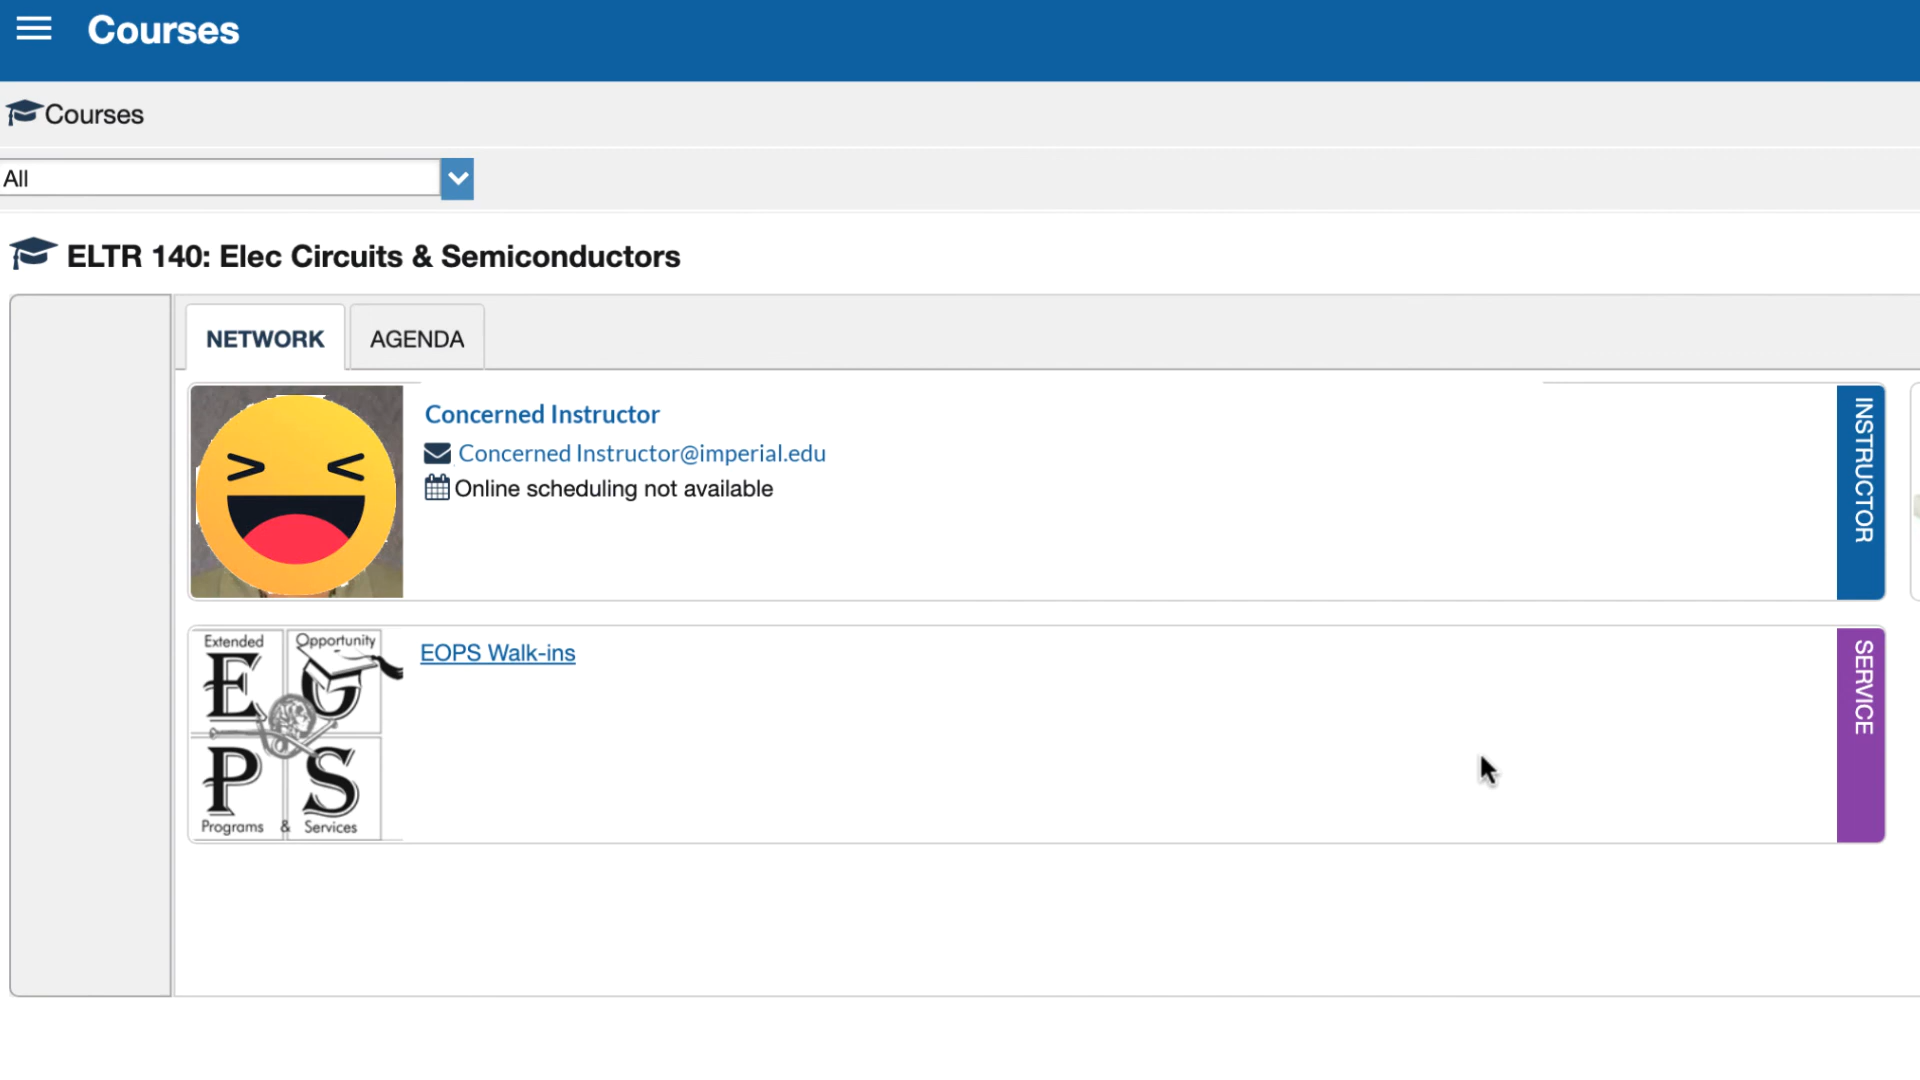 Courses
Courses
All
ELTR 140: Elec Circuits & Semiconductors
NETWORK
AGENDA
Concerned Instructor
Concerned Instructor@imperial.edu
Online scheduling not available
INSTRUCTOR
Extended Opportunity
E O
P S
Programs & Services
EOPS Walk-ins
SERVICE